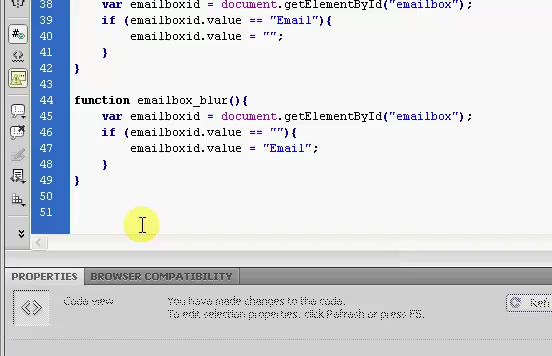 38 var emailboxid = document.getElementById("emailbox");
39 if (emailboxid.value == "Email"){
40 emailboxid.value = "";
41 }
42 }
43
44 function emailbox_blur(){
45 var emailboxid = document.getElementById("emailbox");
46 if (emailboxid.value == ""){
47 emailboxid.value = "Email";
48 }
49 }
50
51
PROPERTIES BROWSER COMPATIBILITY
Code view You have made changes to the code. Refr
To edit selection properties, click Refresh or press F5.